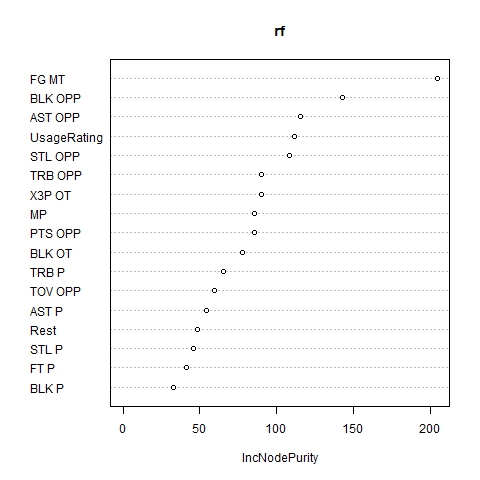 rf
FG MT
BLK OPP
AST OPP
UsageRating
STL OPP
TRB OPP
X3P OT
MP
PTS OPP
BLK OT
TRB P
TOV OPP
AST P
Rest
STL P
FT P
BLK P
0 50 100 150 200
IncNodePurity